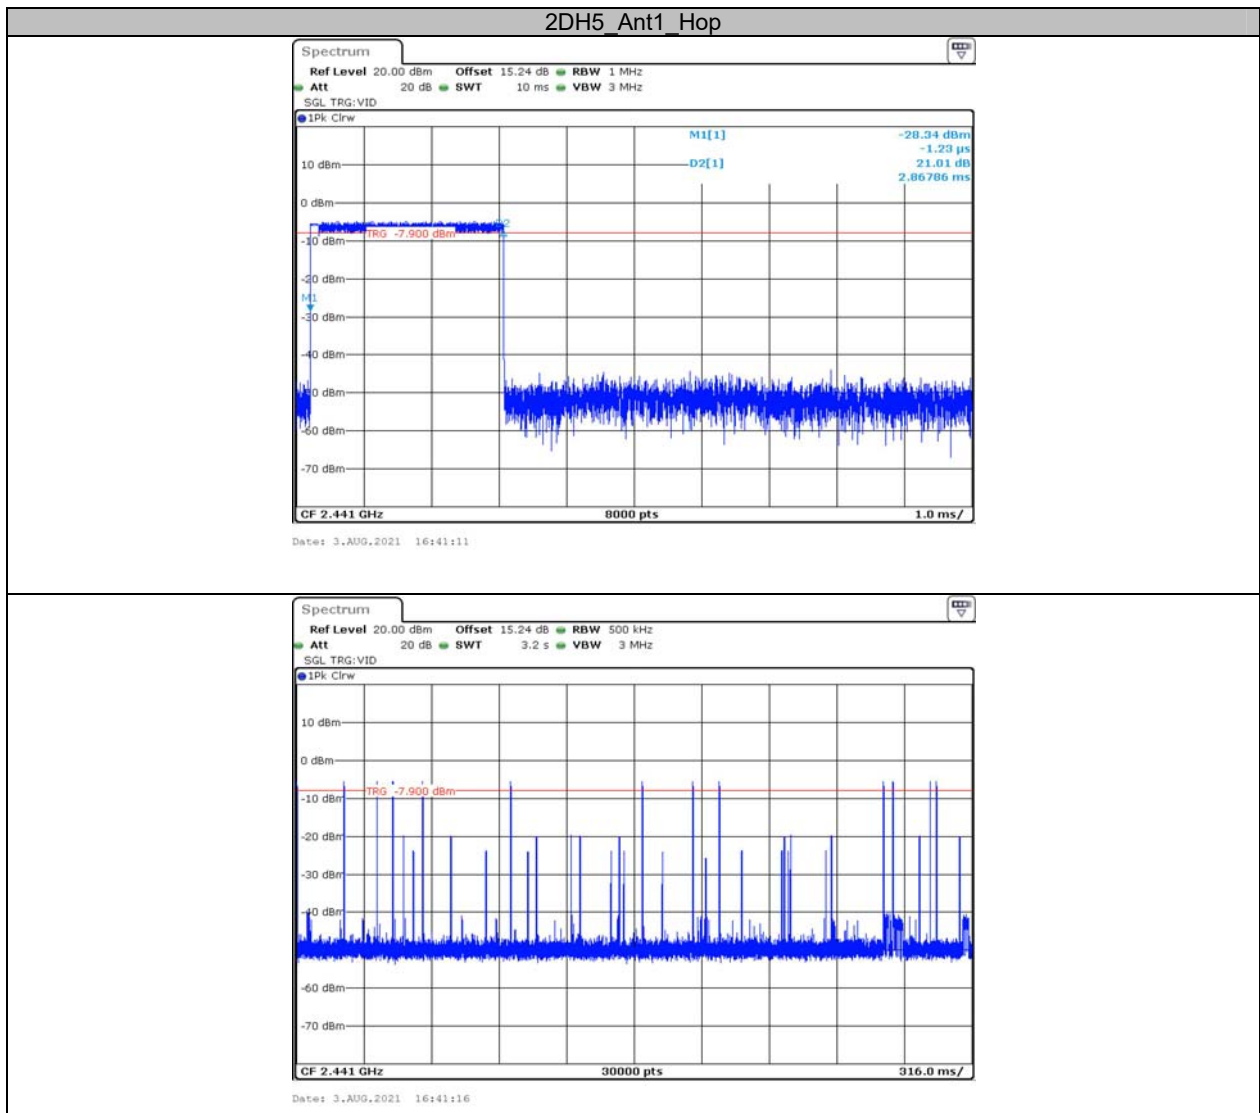 2DH5_Ant1_Hop
Spectrum
Ref Level 20.00 dBm Offset 15.24 dB RBW 1 MHz
Att 20 dB SWT 10 ms VBW 3 MHz
SGL TRG:VID
1Pk Clrw
M1[1] -28.34 dBm
-1.23 µs
10 dBm D2[1] 21.01 dB
2.86786 ms
0 dBm
D2
TRG -7.900 dBm
-10 dBm
-20 dBm
M1
-30 dBm
-40 dBm
-50 dBm
-60 dBm
-70 dBm
CF 2.441 GHz 8000 pts 1.0 ms/
Date: 3.AUG.2021 16:41:11
Spectrum
Ref Level 20.00 dBm Offset 15.24 dB RBW 500 kHz
Att 20 dB SWT 3.2 s VBW 3 MHz
SGL TRG:VID
1Pk Clrw
10 dBm
0 dBm
TRG -7.900 dBm
-10 dBm
-20 dBm
-30 dBm
-40 dBm
-60 dBm
-70 dBm
CF 2.441 GHz 30000 pts 316.0 ms/
Date: 3.AUG.2021 16:41:16